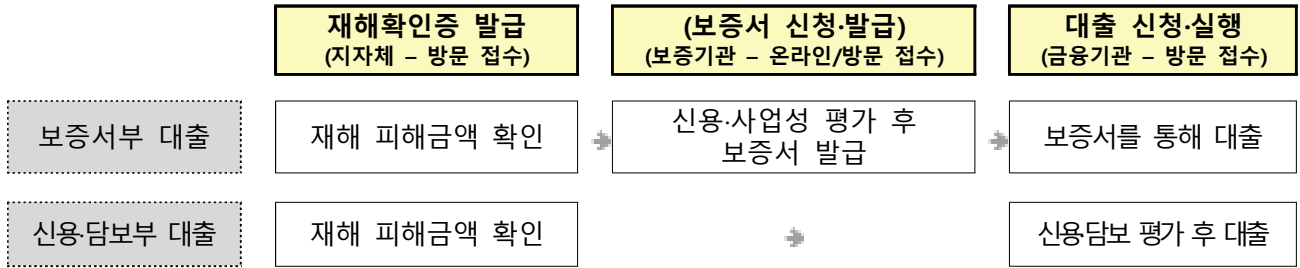 재해확인증 발급
(지자체 – 방문 접수)
(보증서 신청·발급)
(보증기관 – 온라인/방문 접수)
대출 신청·실행
(금융기관 – 방문 접수)
보증서부 대출
재해 피해금액 확인
신용·사업성 평가 후
보증서 발급
보증서를 통해 대출
신용·담보부 대출
재해 피해금액 확인
신용·담보 평가 후 대출